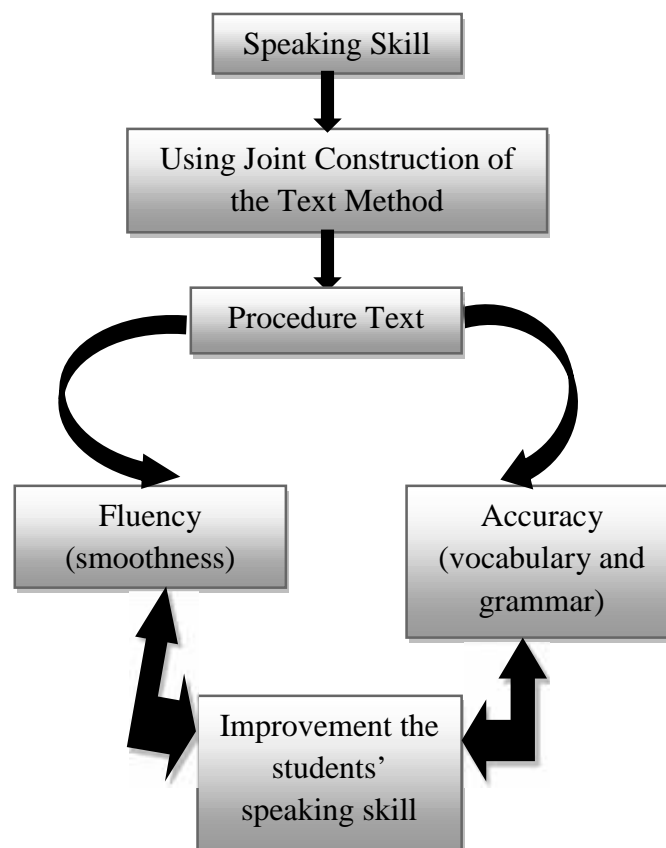 Speaking Skill
Using Joint Construction of
the Text Method
Procedure Text
Fluency
(smoothness)
Accuracy
(vocabulary and
grammar)
Improvement the
students’
speaking skill